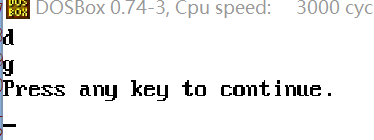 DOSBox 0.74-3, Cpu speed: 3000 cyc
d
g
Press any key to continue.